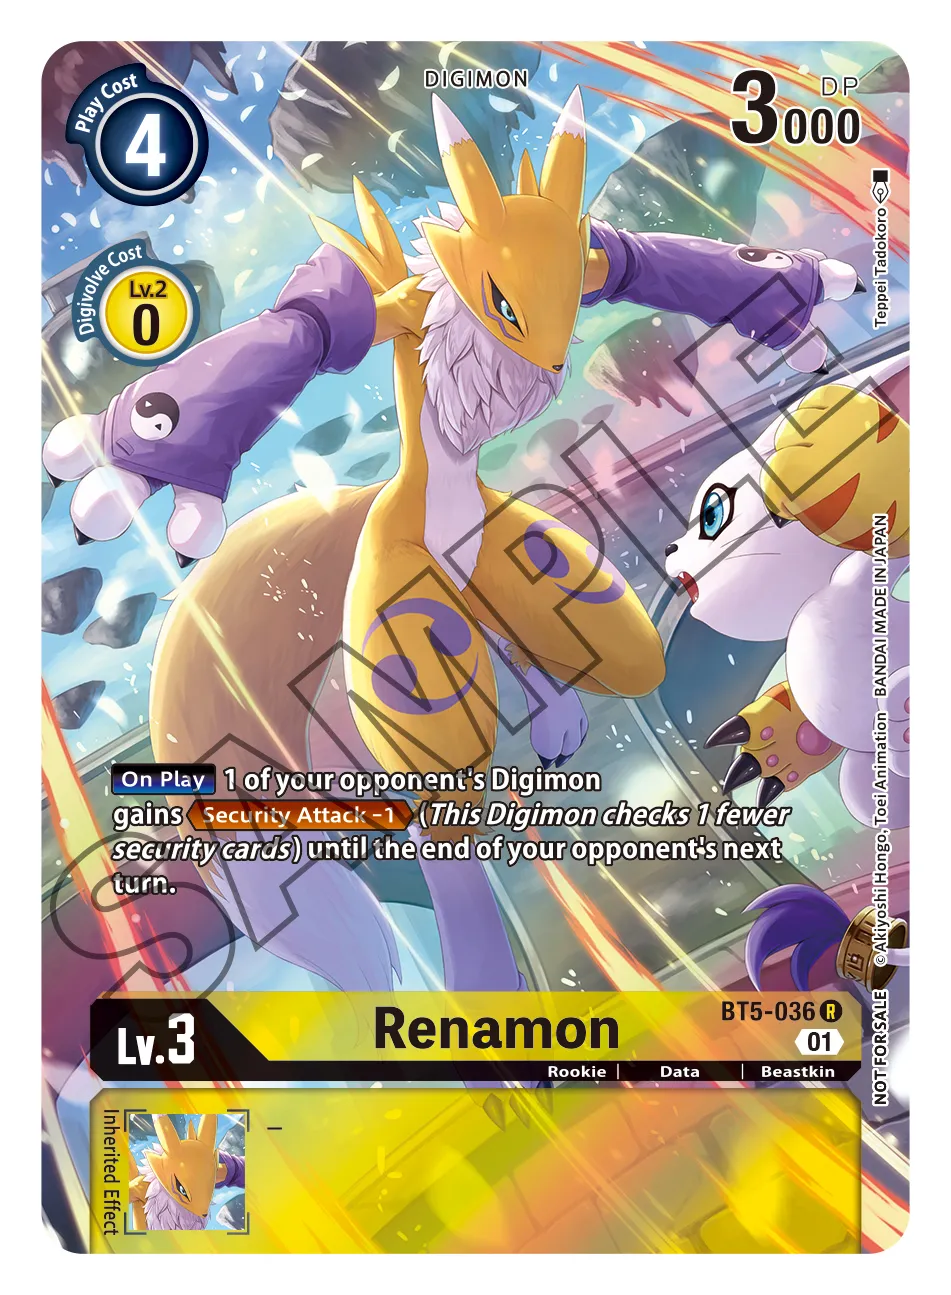 DIGIMON
Play Cost
4
3000
DP
Digivolve Cost
Lv.2
0
Teppei Tadokoro
SAMPLE
On Play 1 of your opponent's Digimon
gains Security Attack -1 (This Digimon checks 1 fewer
security cards) until the end of your opponent's next
turn.
©Akiyoshi Hongo, Toei Animation BANDAI MADE IN JAPAN
NOT FOR SALE
Lv.3
Renamon
BT5-036 R
01
Rookie | Data | Beastkin
Inherited Effect
–